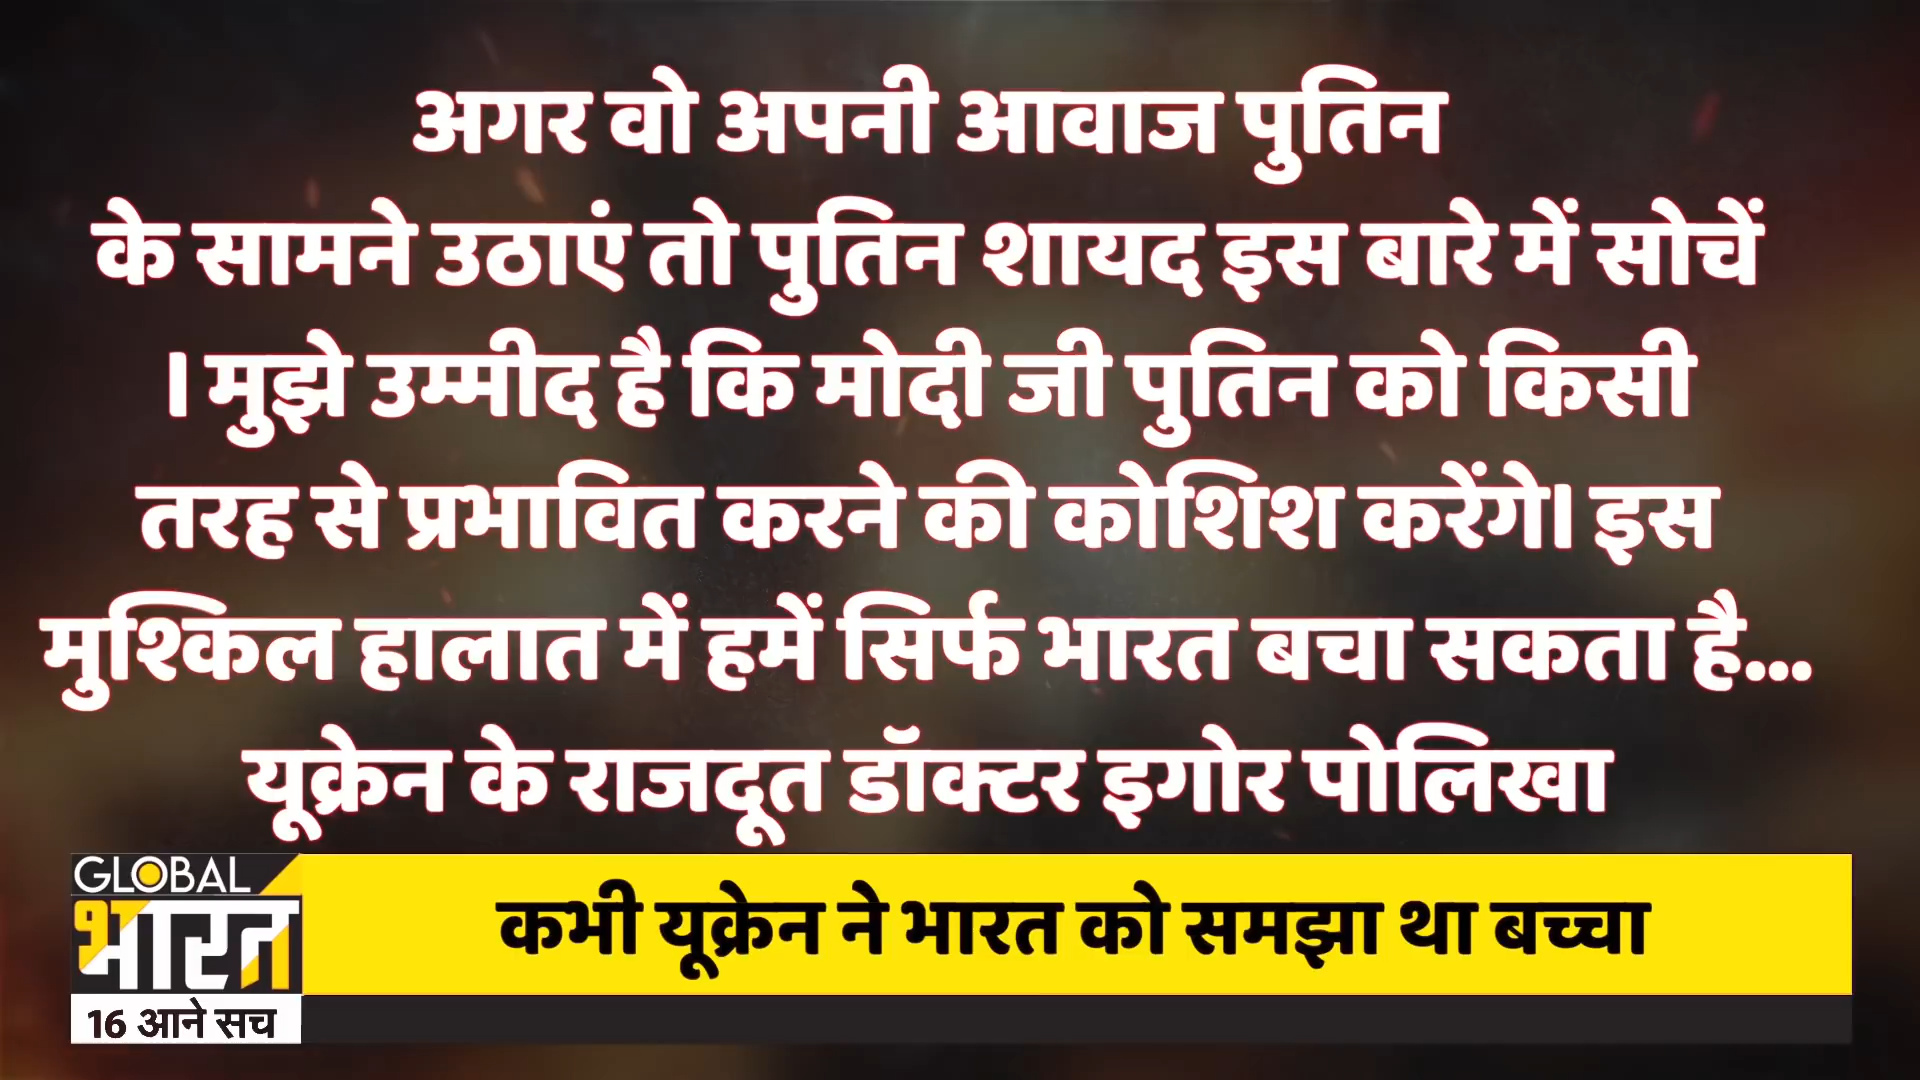 अगर वो अपनी आवाज पुतिन
के सामने उठाएं तो पुतिन शायद इस बारे में सोचें
। मुझे उम्मीद है कि मोदी जी पुतिन को किसी
तरह से प्रभावित करने की कोशिश करेंगे। इस
मुश्किल हालात में हमें सिर्फ भारत बचा सकता है...
यूक्रेन के राजदूत डॉक्टर इगोर पोलिखा
GLOBAL
भारत
16 आने सच
कभी यूक्रेन ने भारत को समझा था बच्चा